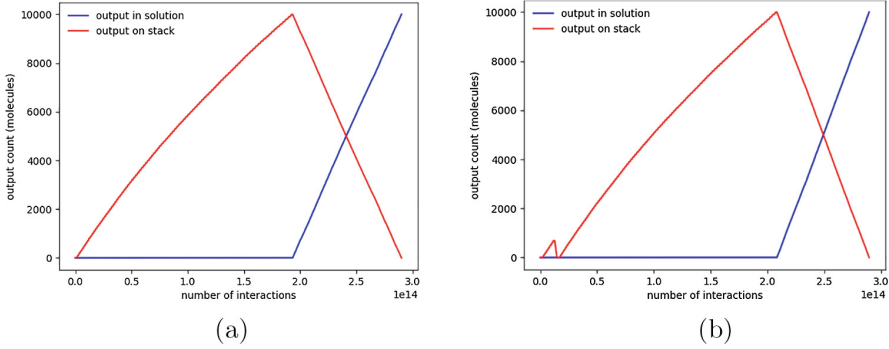 output in solution
output on stack
10000
8000
6000
4000
2000
0
output count (molecules)
0.0 0.5 1.0 1.5 2.0 2.5 3.0
1e14
number of interactions
(a)
output in solution
output on stack
10000
8000
6000
4000
2000
0
output count (molecules)
0.0 0.5 1.0 1.5 2.0 2.5 3.0
1e14
number of interactions
(b)